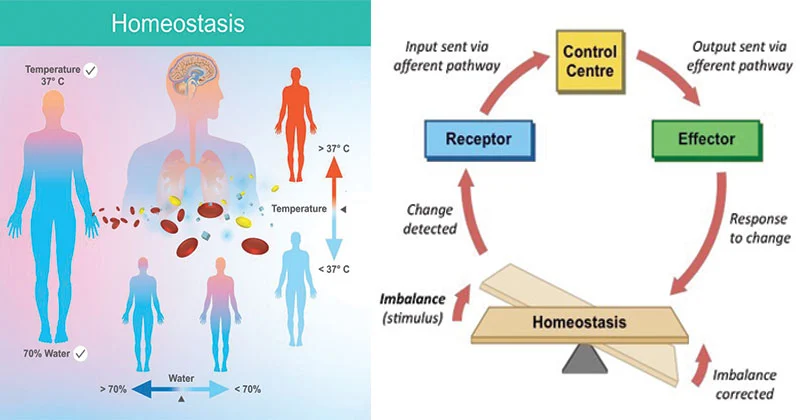 Homeostasis
Temperature
37° C
> 37° C
Temperature
< 37° C
70% Water
Water
> 70%
< 70%
Control
Centre
Input sent via
afferent pathway
Output sent via
efferent pathway
Receptor
Effector
Change
detected
Response
to change
Imbalance
(stimulus)
Homeostasis
Imbalance
corrected